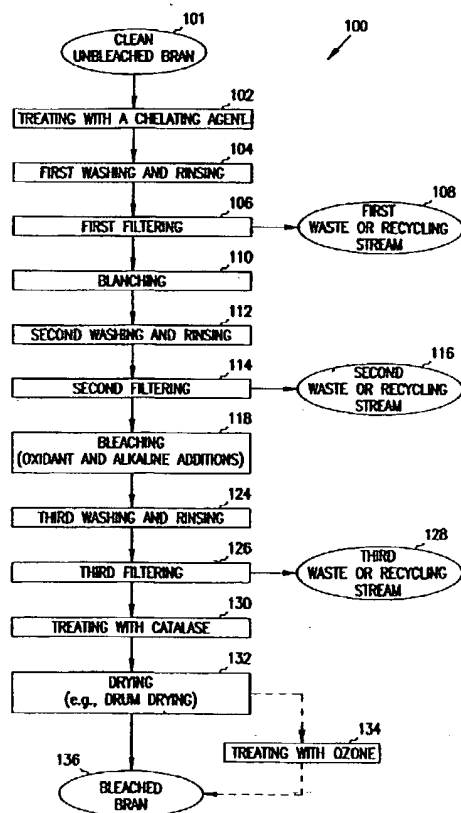 101
CLEAN
UNBLEACHED BRAN
100
102
TREATING WITH A CHELATING AGENT
104
FIRST WASHING AND RINSING
106
FIRST FILTERING
108
FIRST
WASTE OR RECYCLING
STREAM
110
BLANCHING
112
SECOND WASHING AND RINSING
114
SECOND FILTERING
116
SECOND
WASTE OR RECYCLING
STREAM
118
BLEACHING
(OXIDANT AND ALKALINE ADDITIONS)
124
THIRD WASHING AND RINSING
126
THIRD FILTERING
128
THIRD
WASTE OR RECYCLING
STREAM
130
TREATING WITH CATALASE
132
DRYING
(e.g., DRUM DRYING)
134
TREATING WITH OZONE
136
BLEACHED
BRAN